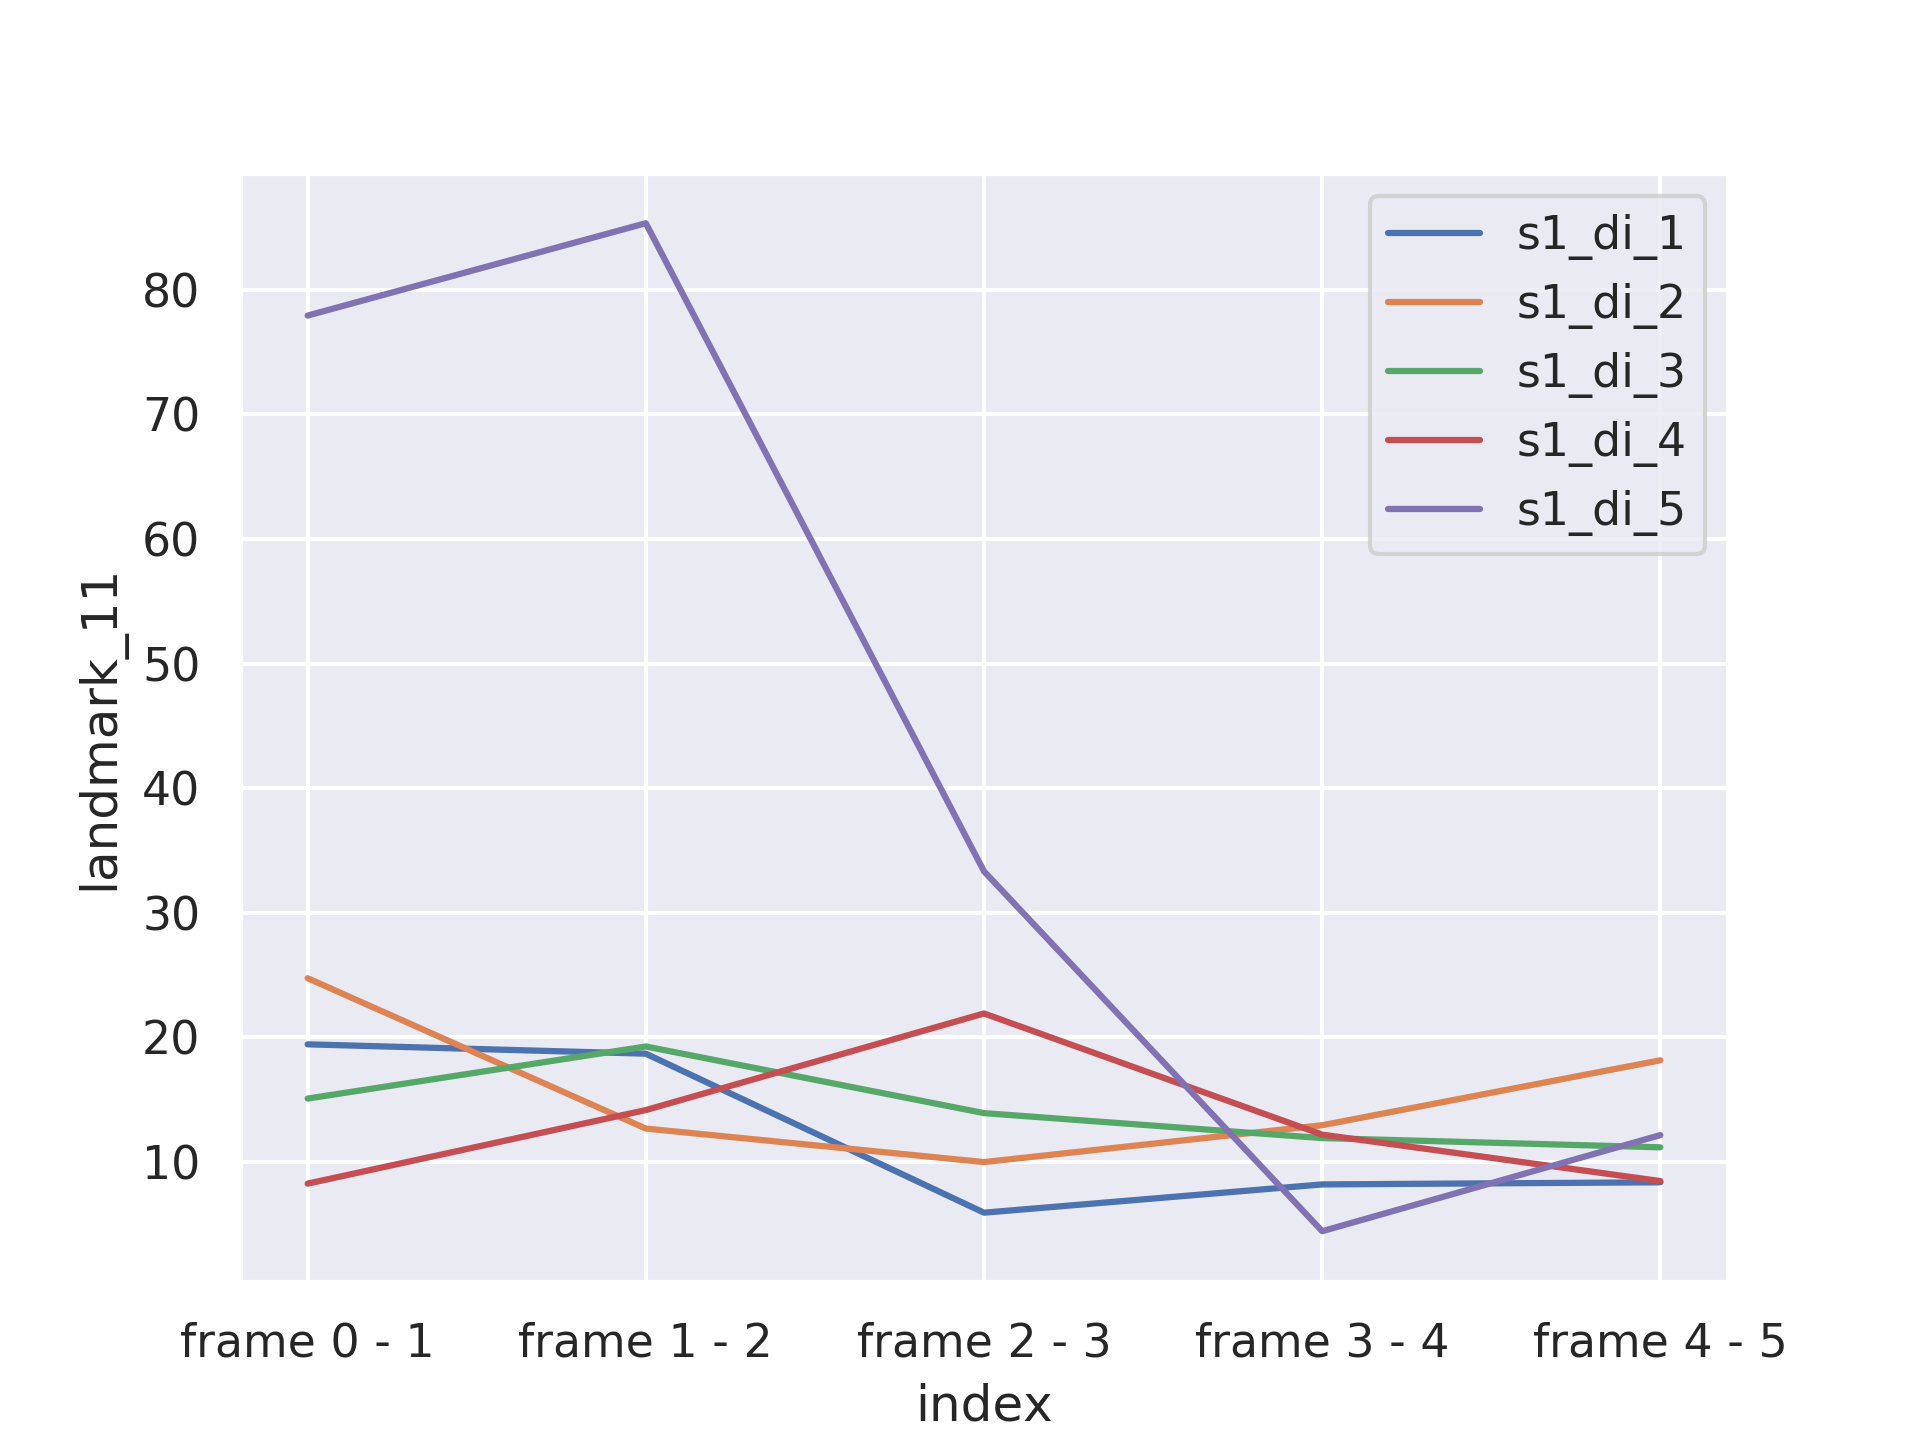 s1_di_1
s1_di_2
s1_di_3
s1_di_4
s1_di_5
landmark_11
80
70
60
50
40
30
20
10
frame 0 - 1
frame 1 - 2
frame 2 - 3
frame 3 - 4
frame 4 - 5
index